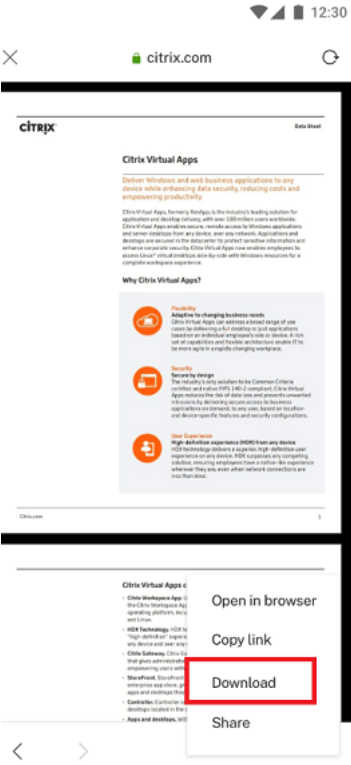 12:30
citrix.com
CİTRIX
Data Sheet
Citrix Virtual Apps
Deliver Windows and web business applications to any
device while enhancing data security, reducing costs and
empowering productivity.
Citrix Virtual Apps, formerly XenApp, is the industry's leading solution for
application and desktop delivery, with over 100 million users worldwide.
Citrix Virtual Apps enables secure, remote access to Windows applications
and server desktops from any device, over any network. Applications and
desktops are secured in the datacenter to protect sensitive information and
enhance corporate security. Citrix Virtual Apps now enables employees to
access Linux* virtual desktops side-by-side with Windows resources for a
complete workspace experience.
Why Citrix Virtual Apps?
Flexibility
Adaptive to changing business needs
Citrix Virtual Apps can address a broad range of use
cases by delivering a full desktop or just applications
based on an individual employee's role or device. A rich
set of capabilities and flexible architecture enable IT to
be more agile in a rapidly changing workplace.
Security
Secure by design
The industry's only solution to be Common Criteria
certified and native FIPS 140-2 compliant, Citrix Virtual
Apps reduces the risk of data loss and prevents unwanted
intrusions by delivering secure access to business
applications on demand, to any user, based on location-
and device-specific features and security configurations.
User Experience
High-definition experience (HDX) from any device
HDX technology delivers a superior, high-definition user
experience on any device. HDX surpasses any competing
solution, ensuring employees have a native-like experience
wherever they are, even when network connections are
less than ideal.
Citrix.com
1
Citrix Virtual Apps c
Citrix Workspace App.
the Citrix Workspace App
operating platform, inclu
and Linux.
HDX Technology. HDX te
"high-definition" experie
any device and over any
Citrix Gateway. Citrix Ga
that gives administrato
empowering users with
StoreFront. StoreFront
enterprise app store, gi
apps and desktops they
Controller. Controller
desktops located in the
Apps and desktops.
Open in browser
Copy link
Download
Share